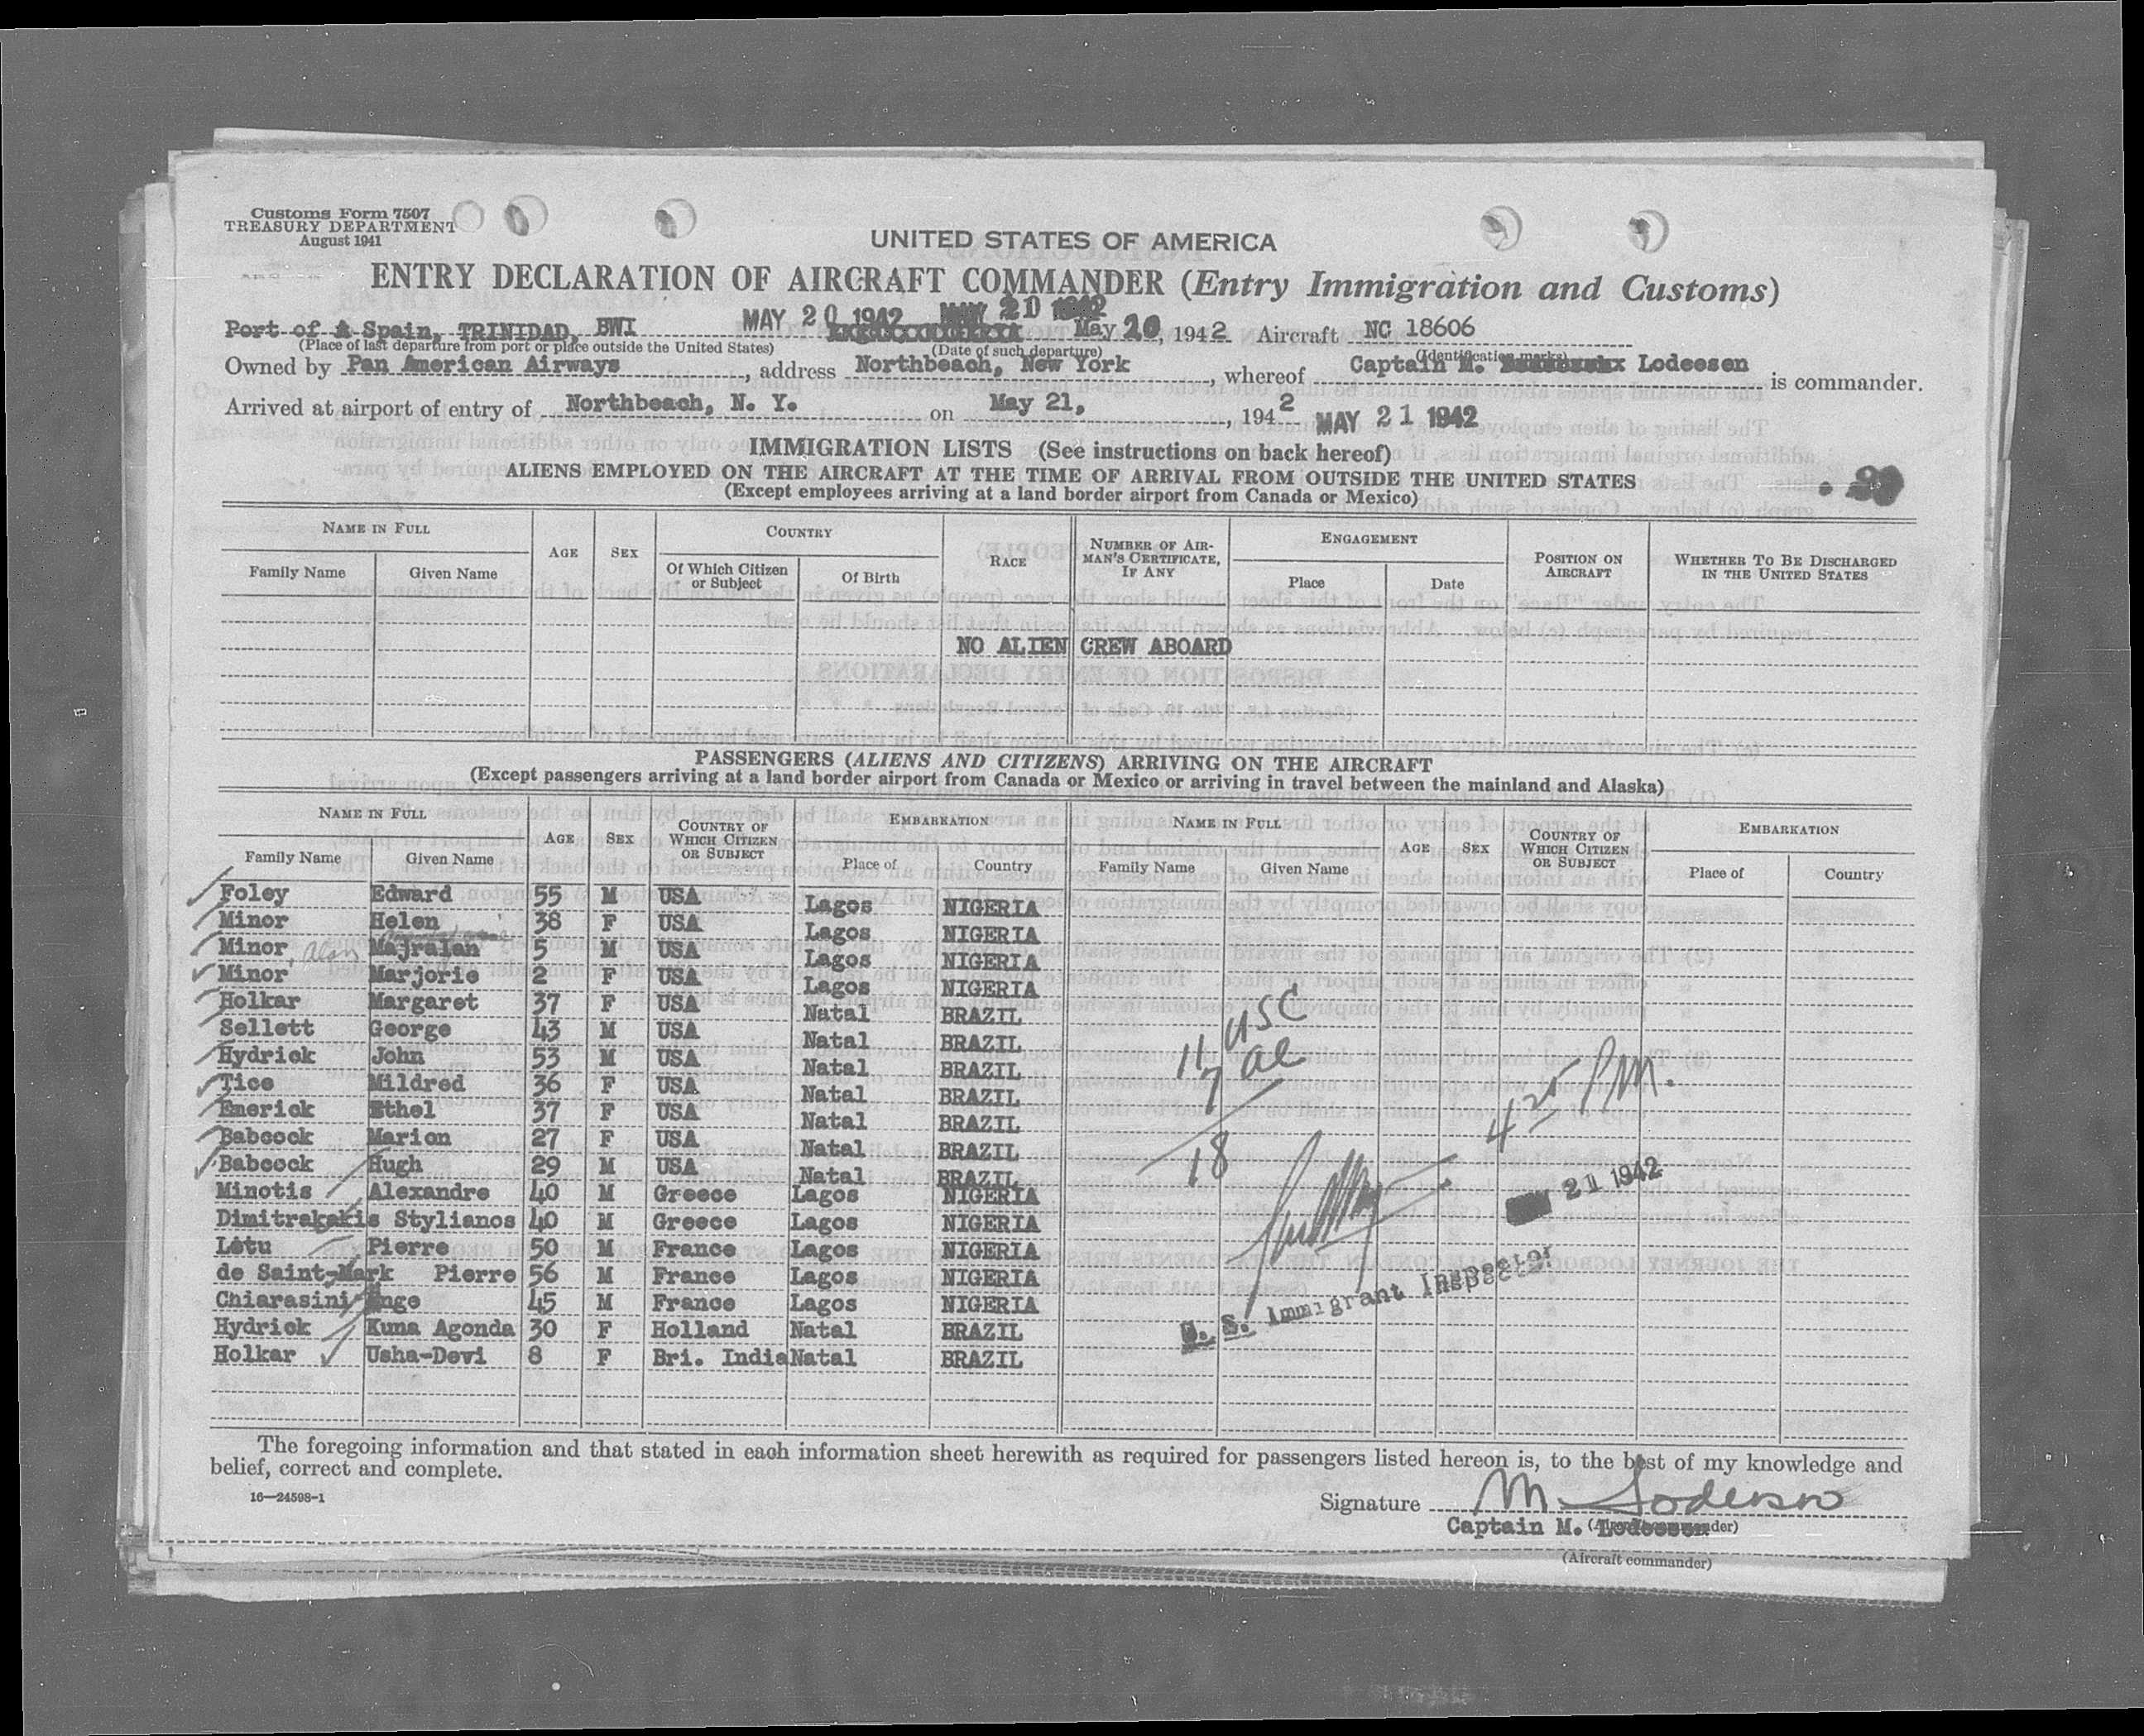 Customs Form 7507
TREASURY DEPARTMENT
August 1941
UNITED STATES OF AMERICA
ENTRY DECLARATION OF AIRCRAFT COMMANDER (Entry Immigration and Customs)
Port of Spain, TRINIDAD, BWI MAY 20 1942 MAY 20 1942 May 20, 1942 Aircraft NC 18606
(Place of last departure from port or place outside the United States) (Date of such departure) (Identification marks)
Owned by Pan American Airways, address Northbeach, New York, whereof Captain M. Lodeesen is commander.
Arrived at airport of entry of Northbeach, N. Y. on May 21, 1942 MAY 21 1942
IMMIGRATION LISTS (See instructions on back hereof)
ALIENS EMPLOYED ON THE AIRCRAFT AT THE TIME OF ARRIVAL FROM OUTSIDE THE UNITED STATES
(Except employees arriving at a land border airport from Canada or Mexico)
NAME IN FULL AGE SEX COUNTRY RACE NUMBER OF AIRMAN'S CERTIFICATE, IF ANY ENGAGEMENT POSITION ON AIRCRAFT WHETHER TO BE DISCHARGED IN THE UNITED STATES
Family Name Given Name Of Which Citizen or Subject Of Birth Place Date
NO ALIEN CREW ABOARD
PASSENGERS (ALIENS AND CITIZENS) ARRIVING ON THE AIRCRAFT
(Except passengers arriving at a land border airport from Canada or Mexico or arriving in travel between the mainland and Alaska)
NAME IN FULL AGE SEX COUNTRY OF WHICH CITIZEN OR SUBJECT EMBARKATION NAME IN FULL AGE SEX COUNTRY OF WHICH CITIZEN OR SUBJECT EMBARKATION
Family Name Given Name Place of Country Family Name Given Name Place of Country
Foley Edward 55 M USA Lagos NIGERIA
Minor Helen 38 F USA Lagos NIGERIA
Minor, Alan Majralan 5 M USA Lagos NIGERIA
Minor Marjorie 2 F USA Lagos NIGERIA
Holkar Margaret 37 F USA Natal BRAZIL
Sellett George 43 M USA Natal BRAZIL
Hydrick John 53 M USA Natal BRAZIL
Tice Mildred 36 F USA Natal BRAZIL
Emerick Ethel 37 F USA Natal BRAZIL
Babcock Marion 27 F USA Natal BRAZIL
Babcock Hugh 29 M USA Natal BRAZIL
Minotis Alexandre 40 M Greece Lagos NIGERIA
Dimitrakakis Stylianos 40 M Greece Lagos NIGERIA
Létu Pierre 50 M France Lagos NIGERIA
de Saint-Mark Pierre 56 M France Lagos NIGERIA
Chiarasini Ange 45 M France Lagos NIGERIA
Hydrick Kuna Agonda 30 F Holland Natal BRAZIL
Holkar Usha-Devi 8 F Bri. India Natal BRAZIL
11 USC
7 al
18
4 25 P.M.
21 1942
U. S. Immigrant Inspector
The foregoing information and that stated in each information sheet herewith as required for passengers listed hereon is, to the best of my knowledge and
belief, correct and complete.
16—24598-1
Signature M Lodeesen
Captain M. Lodeesen
(Aircraft commander)
(Aircraft commander)